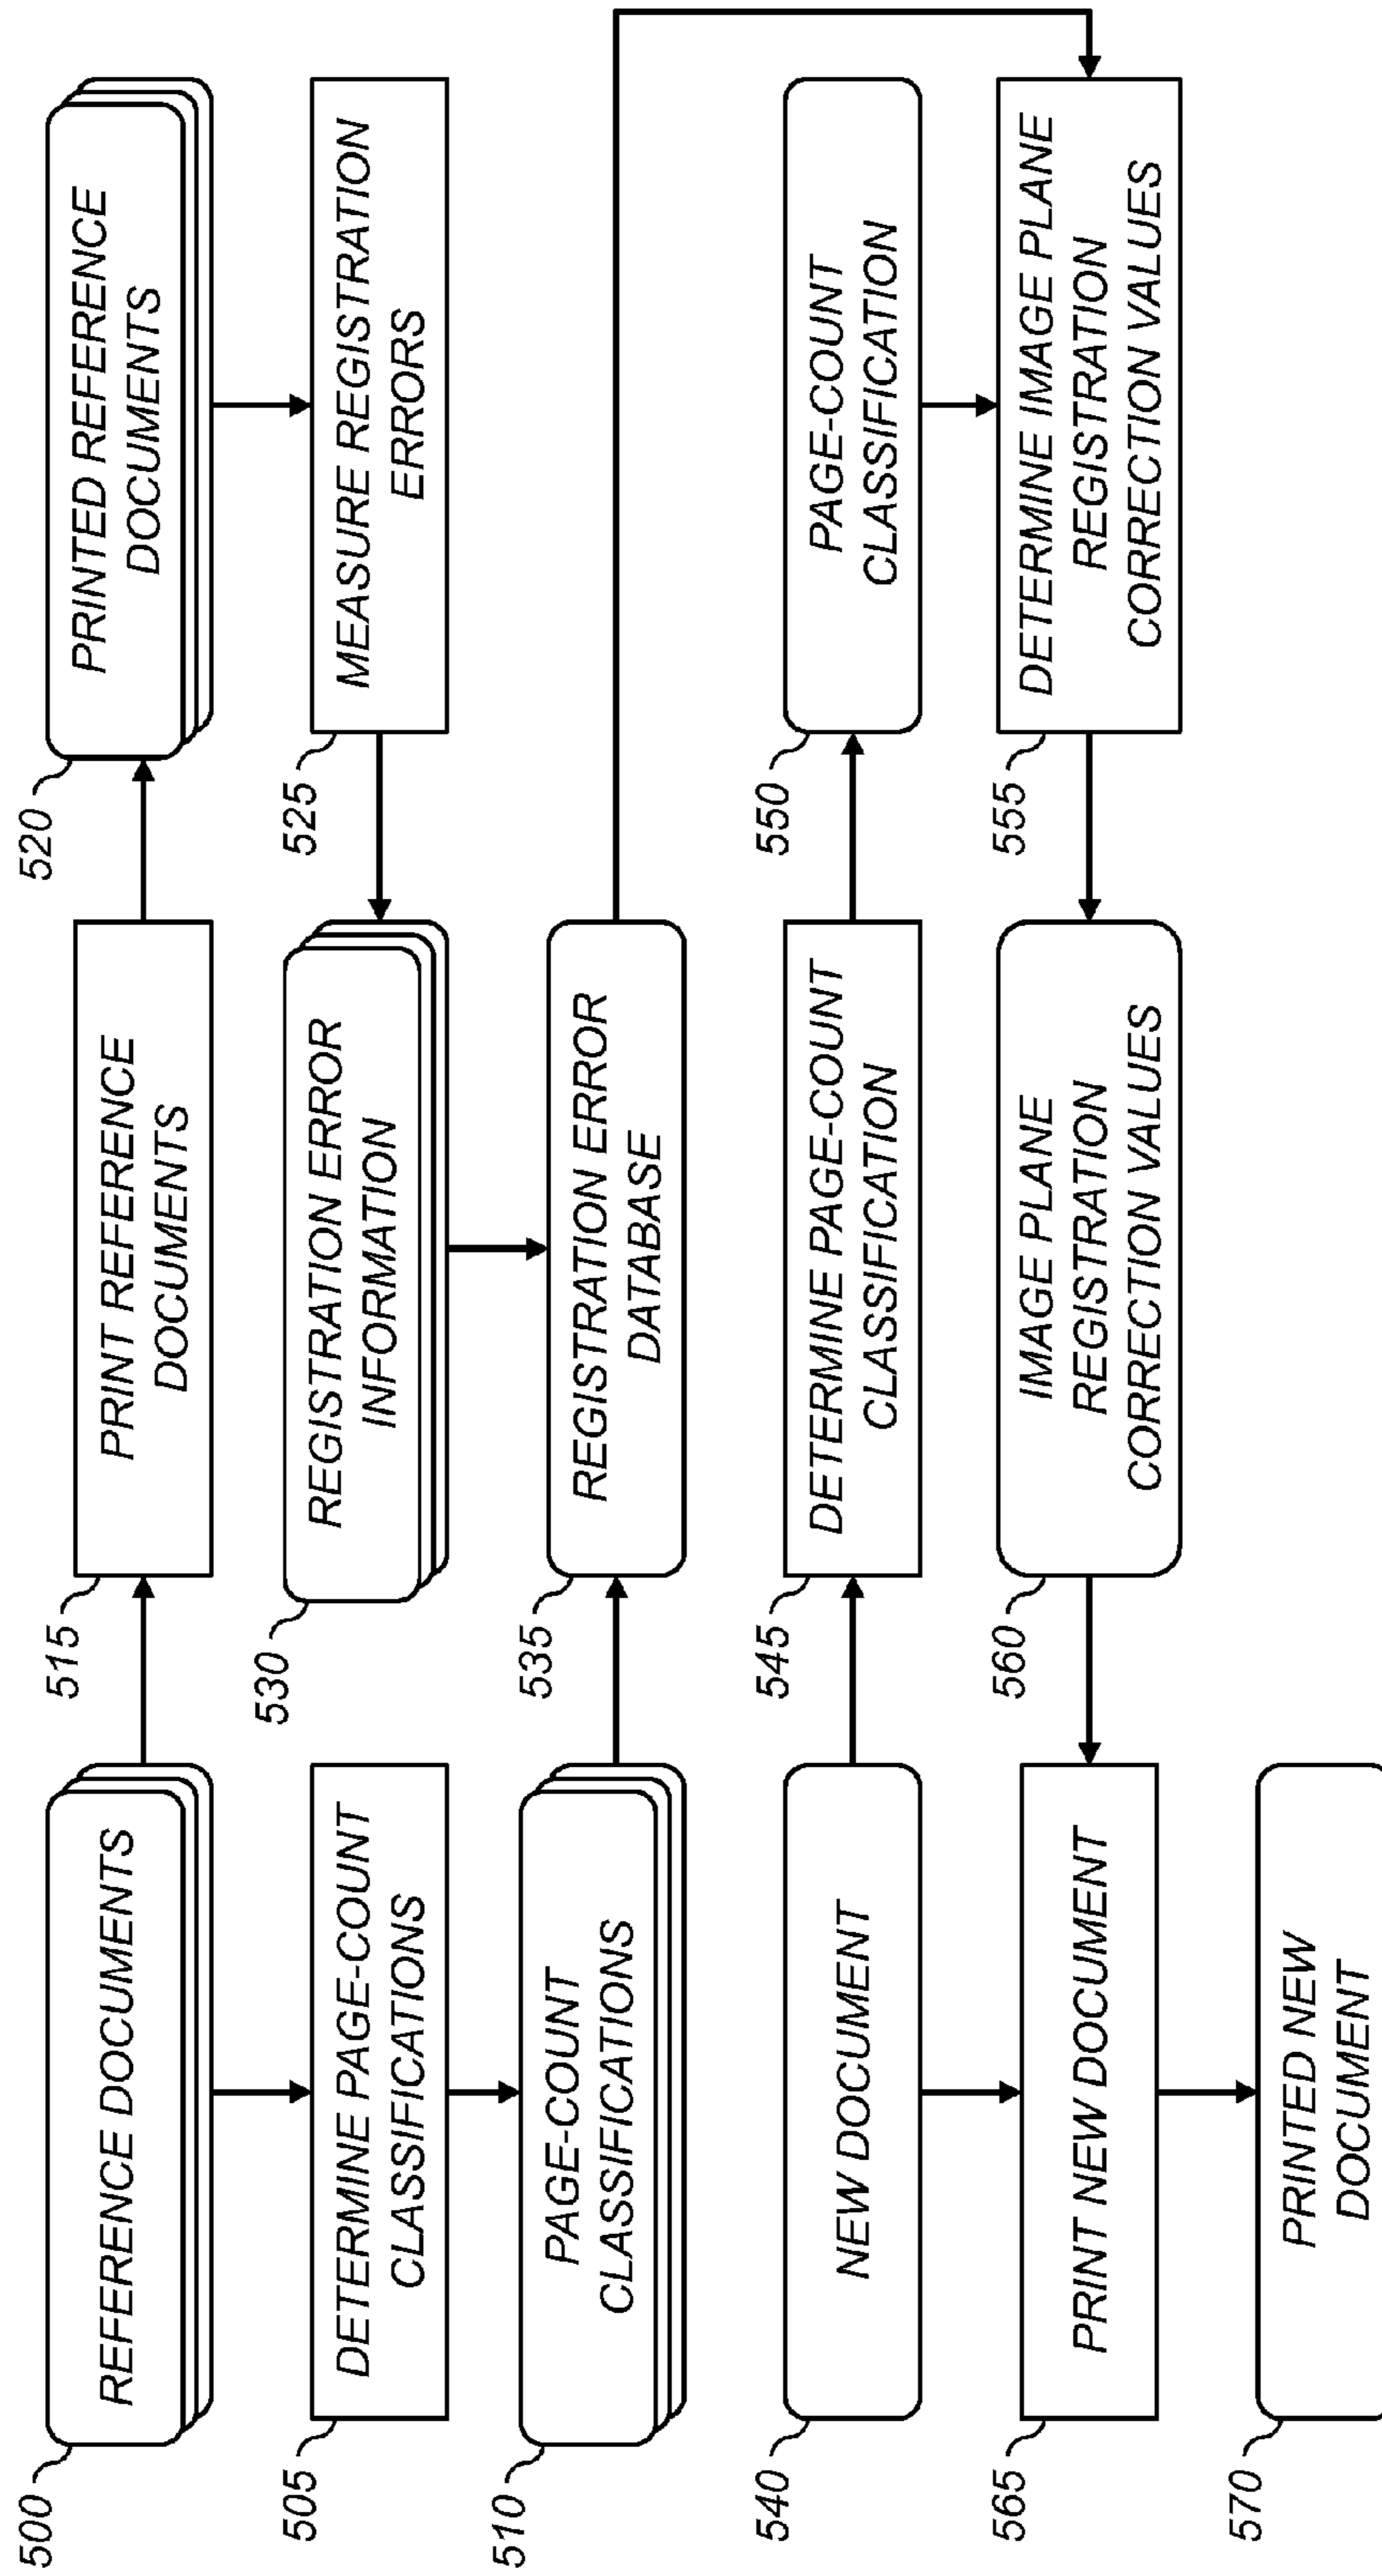 500
REFERENCE DOCUMENTS
515
PRINT REFERENCE
DOCUMENTS
520
PRINTED REFERENCE
DOCUMENTS
505
DETERMINE PAGE-COUNT
CLASSIFICATIONS
530
REGISTRATION ERROR
INFORMATION
525
MEASURE REGISTRATION
ERRORS
510
PAGE-COUNT
CLASSIFICATIONS
535
REGISTRATION ERROR
DATABASE
540
NEW DOCUMENT
545
DETERMINE PAGE-COUNT
CLASSIFICATION
550
PAGE-COUNT
CLASSIFICATION
565
PRINT NEW DOCUMENT
560
IMAGE PLANE
REGISTRATION
CORRECTION VALUES
555
DETERMINE IMAGE PLANE
REGISTRATION
CORRECTION VALUES
570
PRINTED NEW
DOCUMENT